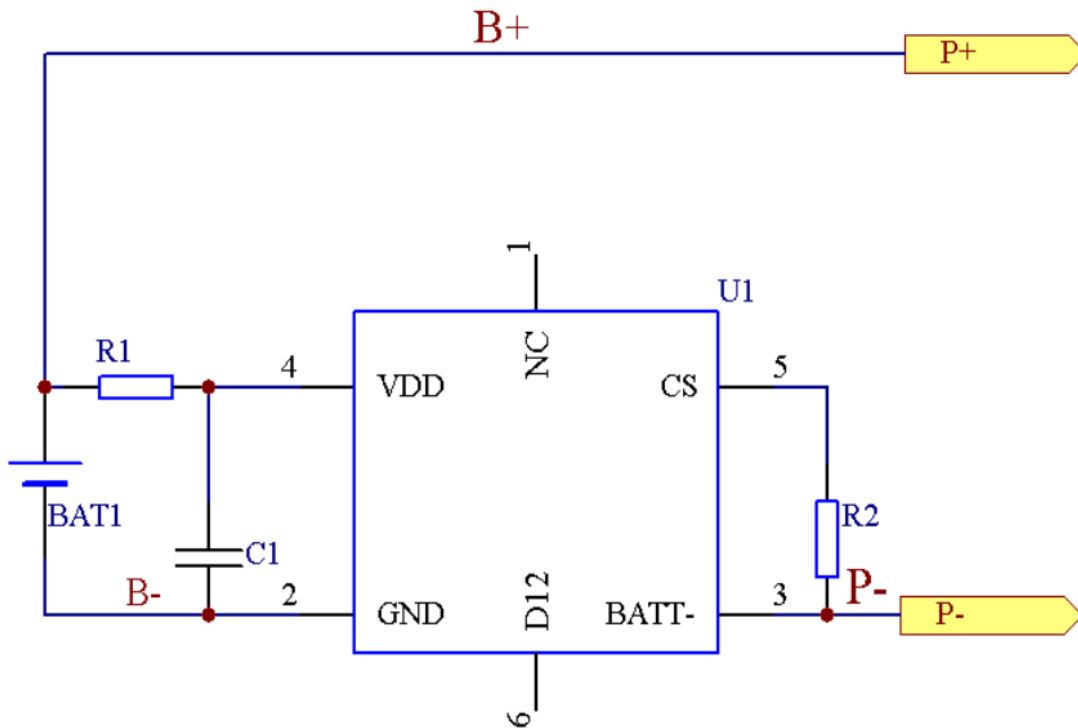 B+
P+
1
U1
R1
4
VDD
NC
CS
5
BAT1
R2
C1
B-
2
GND
D12
BATT-
3
P-
P-
6